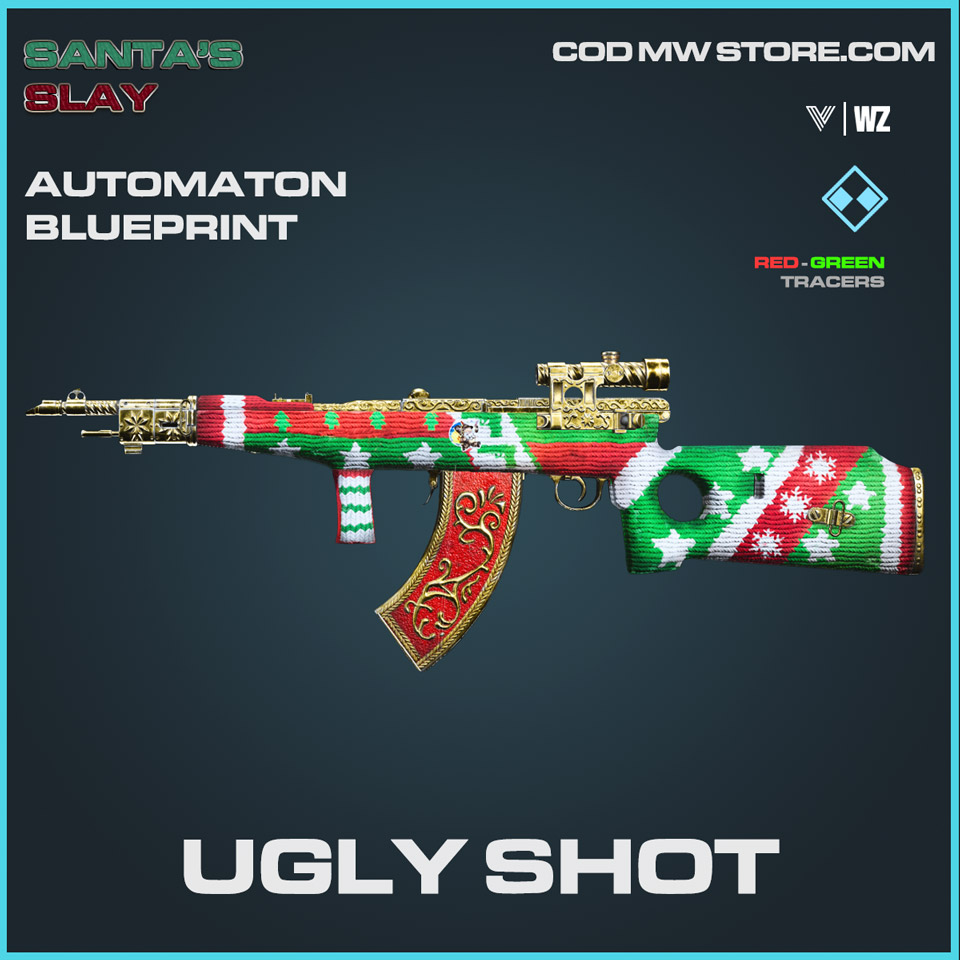 SANTA'S
SLAY
COD MW STORE.COM
V | WZ
AUTOMATON
BLUEPRINT
RED-GREEN
TRACERS
UGLY SHOT